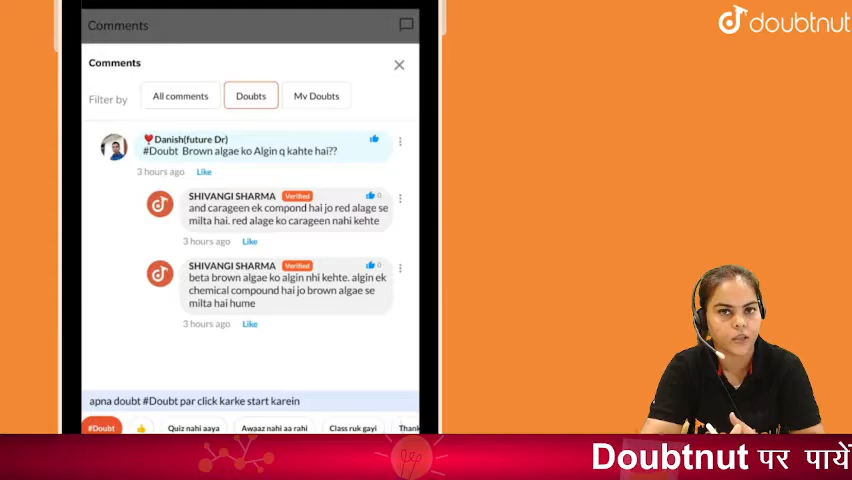 Comments
doubtnut
Comments
Filter by
All comments
Doubts
My Doubts
Danish(future Dr)
#Doubt Brown algae ko Algin q kahte hai??
3 hours ago Like
SHIVANGI SHARMA Verified 0
and carageen ek compond hai jo red alage se
milta hai. red alage ko carageen nahi kehte
3 hours ago Like
SHIVANGI SHARMA Verified 0
beta brown algae ko algin nhi kehte. algin ek
chemical compound hai jo brown algae se
milta hai hume
3 hours ago Like
apna doubt #Doubt par click karke start karein
#Doubt
Quiz nahi aaya
Awaaz nahi aa rahi
Class ruk gayi
Thank
Doubtnut पर पायें